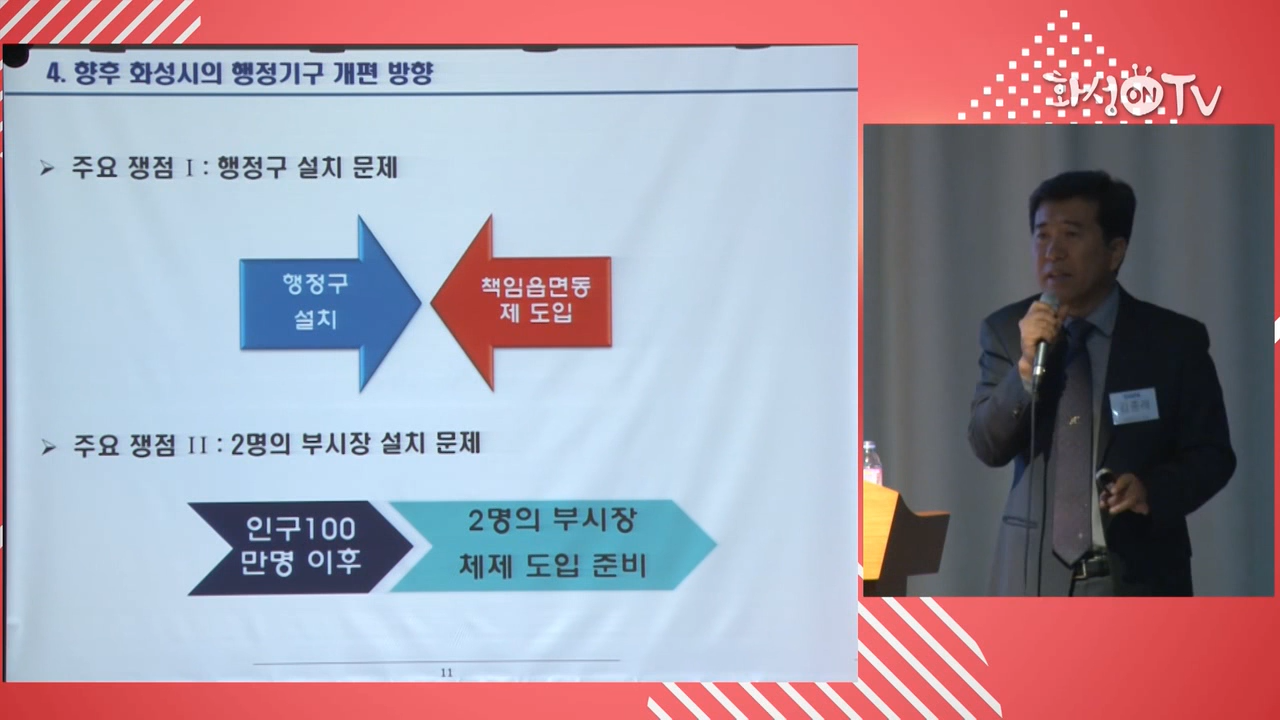 4. 향후 화성시의 행정기구 개편 방향
화성ON TV
➢ 주요 쟁점 I : 행정구 설치 문제
행정구
설치
책임읍면동
제 도입
➢ 주요 쟁점 II : 2명의 부시장 설치 문제
인구100
만명 이후
2명의 부시장
체제 도입 준비
11